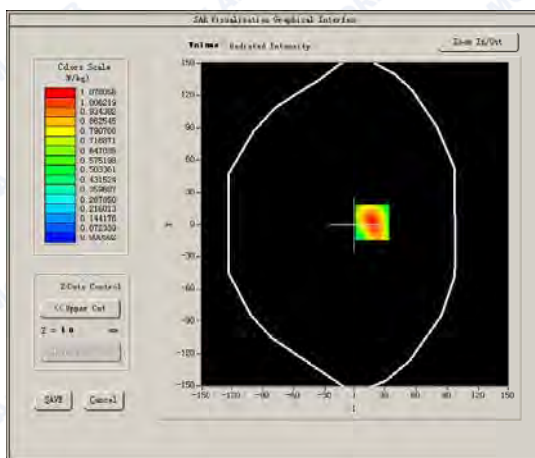 SAR Visualisation Graphical Interface
Volume Radiated Intensity
Zoom In/Out
Colors Scale
(W/kg)
1.078056
1.006219
0.934382
0.862545
0.790708
0.718871
0.647035
0.575198
0.503361
0.431524
0.359687
0.287850
0.216013
0.144176
0.072339
150
120
90
60
30
0
-30
-60
-90
-120
-150
-150 -120 -90 -60 -30 0 30 60 90 120 150
Z-Cuts Control
<<Upper Cut
SAVE
Cancel